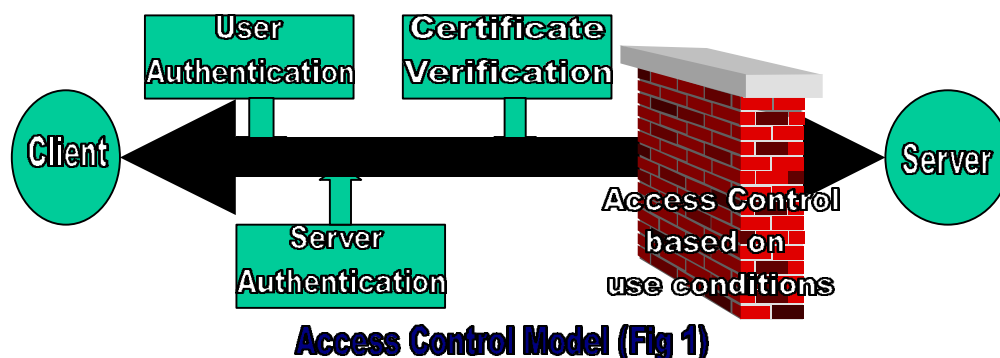 User
Authentication
Certificate
Verification
Client
Server
Access Control
based on
use conditions
Server
Authentication
Access Control Model (Fig 1)